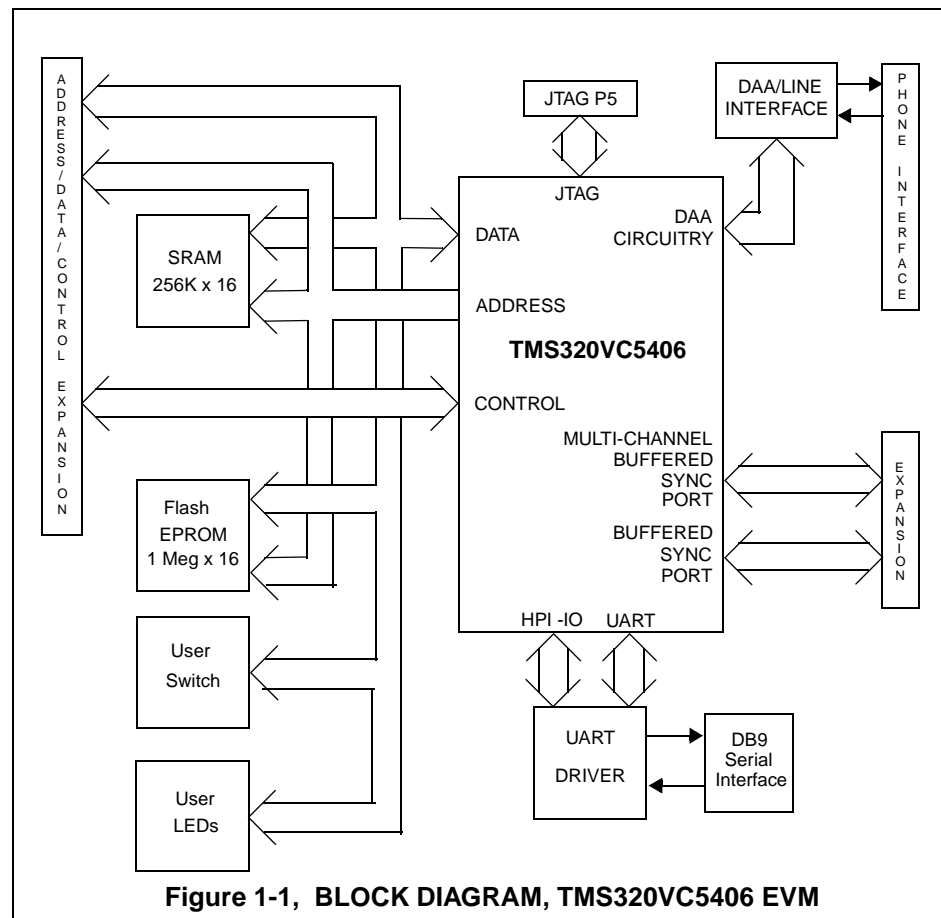 ADDRESS/DATA/CONTROL EXPANSION
JTAG P5
DAA/LINE
INTERFACE
PHONE INTERFACE
JTAG
DATA
DAA
CIRCUITRY
SRAM
256K x 16
ADDRESS
TMS320VC5406
CONTROL
MULTI-CHANNEL
BUFFERED
SYNC
PORT
BUFFERED
SYNC
PORT
EXPANSION
Flash
EPROM
1 Meg x 16
HPI -IO UART
User
Switch
UART
DRIVER
DB9
Serial
Interface
User
LEDs
Figure 1-1, BLOCK DIAGRAM, TMS320VC5406 EVM